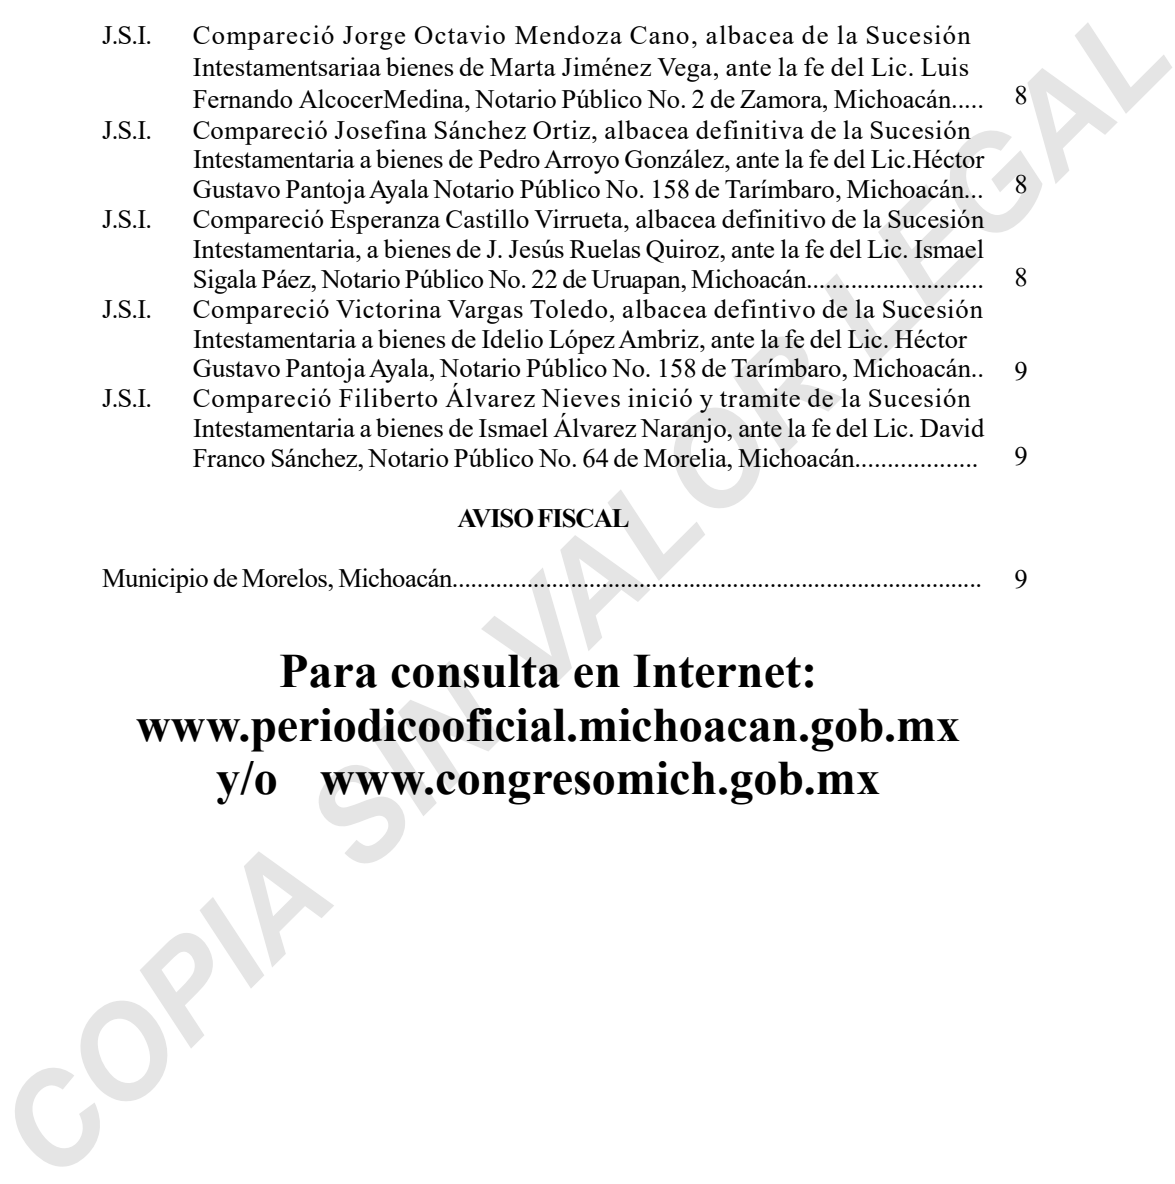 J.S.I. Compareció Jorge Octavio Mendoza Cano, albacea de la Sucesión
Intestamentsariaa bienes de Marta Jiménez Vega, ante la fe del Lic. Luis
Fernando AlcocerMedina, Notario Público No. 2 de Zamora, Michoacán..... 8
J.S.I. Compareció Josefina Sánchez Ortiz, albacea definitiva de la Sucesión
Intestamentaria a bienes de Pedro Arroyo González, ante la fe del Lic.Héctor
Gustavo Pantoja Ayala Notario Público No. 158 de Tarímbaro, Michoacán... 8
J.S.I. Compareció Esperanza Castillo Virrueta, albacea definitivo de la Sucesión
Intestamentaria, a bienes de J. Jesús Ruelas Quiroz, ante la fe del Lic. Ismael
Sigala Páez, Notario Público No. 22 de Uruapan, Michoacán............................ 8
J.S.I. Compareció Victorina Vargas Toledo, albacea defintivo de la Sucesión
Intestamentaria a bienes de Idelio López Ambriz, ante la fe del Lic. Héctor
Gustavo Pantoja Ayala, Notario Público No. 158 de Tarímbaro, Michoacán.. 9
J.S.I. Compareció Filiberto Álvarez Nieves inició y tramite de la Sucesión
Intestamentaria a bienes de Ismael Álvarez Naranjo, ante la fe del Lic. David
Franco Sánchez, Notario Público No. 64 de Morelia, Michoacán................... 9
AVISO FISCAL
Municipio de Morelos, Michoacán..................................................................................... 9
Para consulta en Internet:
www.periodicooficial.michoacan.gob.mx
y/o www.congresomich.gob.mx
COPIA SIN VALOR LEGAL